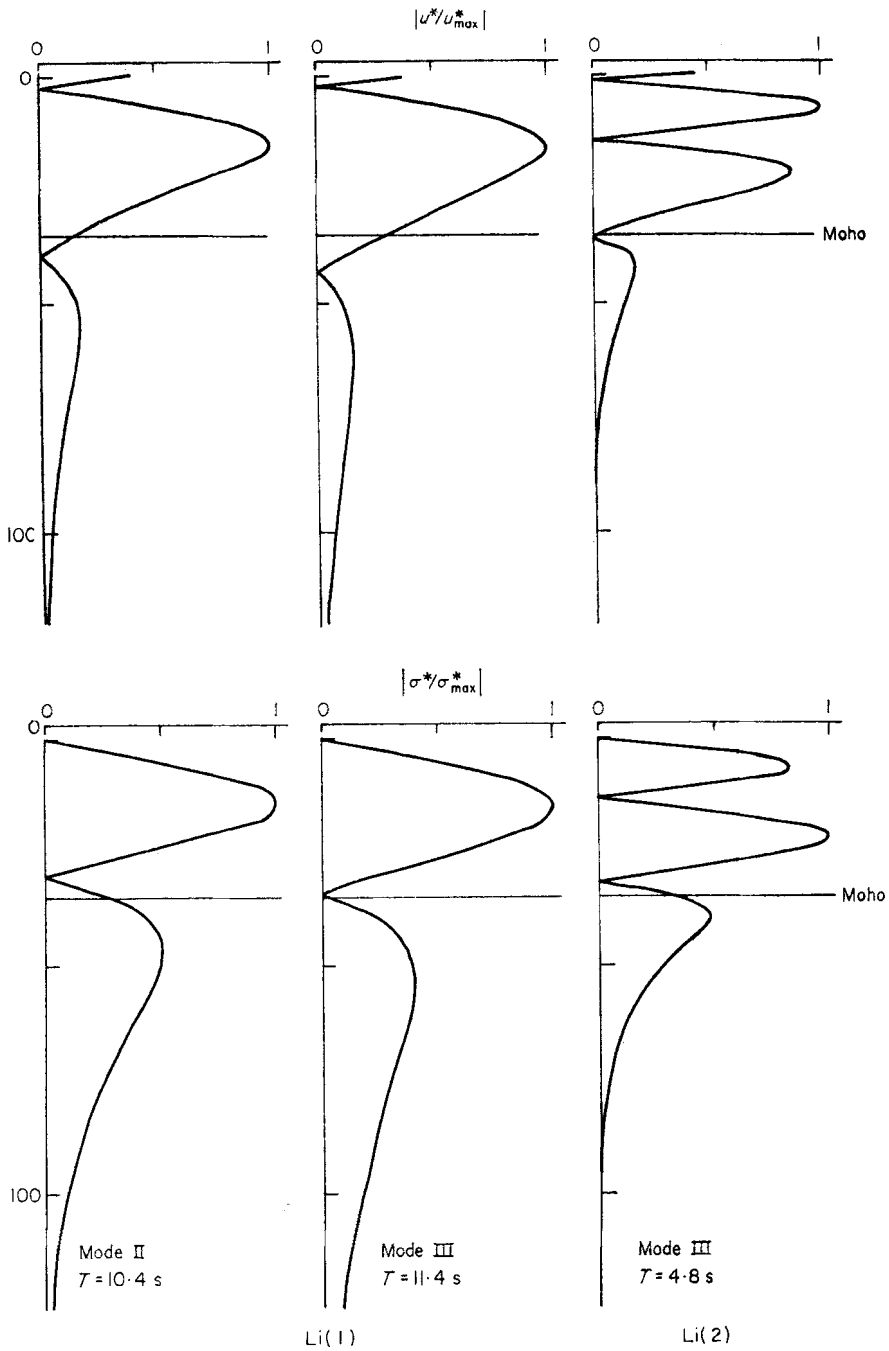 |u*/u*max|
0 1 0 1 0 1
0
Moho
10C
|σ*/σ*max|
0 1 0 1 0 1
0
Moho
100
Mode II Mode III Mode III
T = 10·4 s T = 11·4 s T = 4·8 s
Li(1) Li(2)